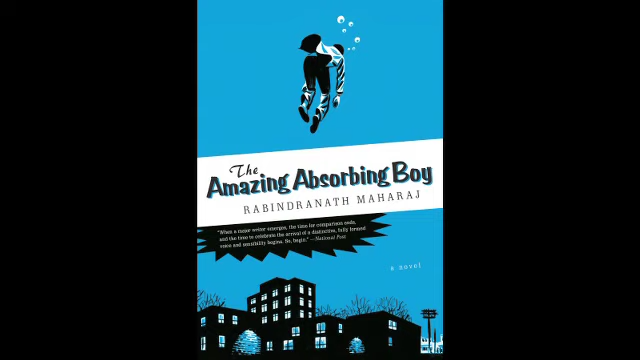 The
Amazing Absorbing Boy
RABINDRANATH MAHARAJ
"When a major writer emerges, the time for comparison ends,
and the time to celebrate the arrival of a distinctive, fully formed
voice and sensibility begins. So, begin." —National Post
a novel